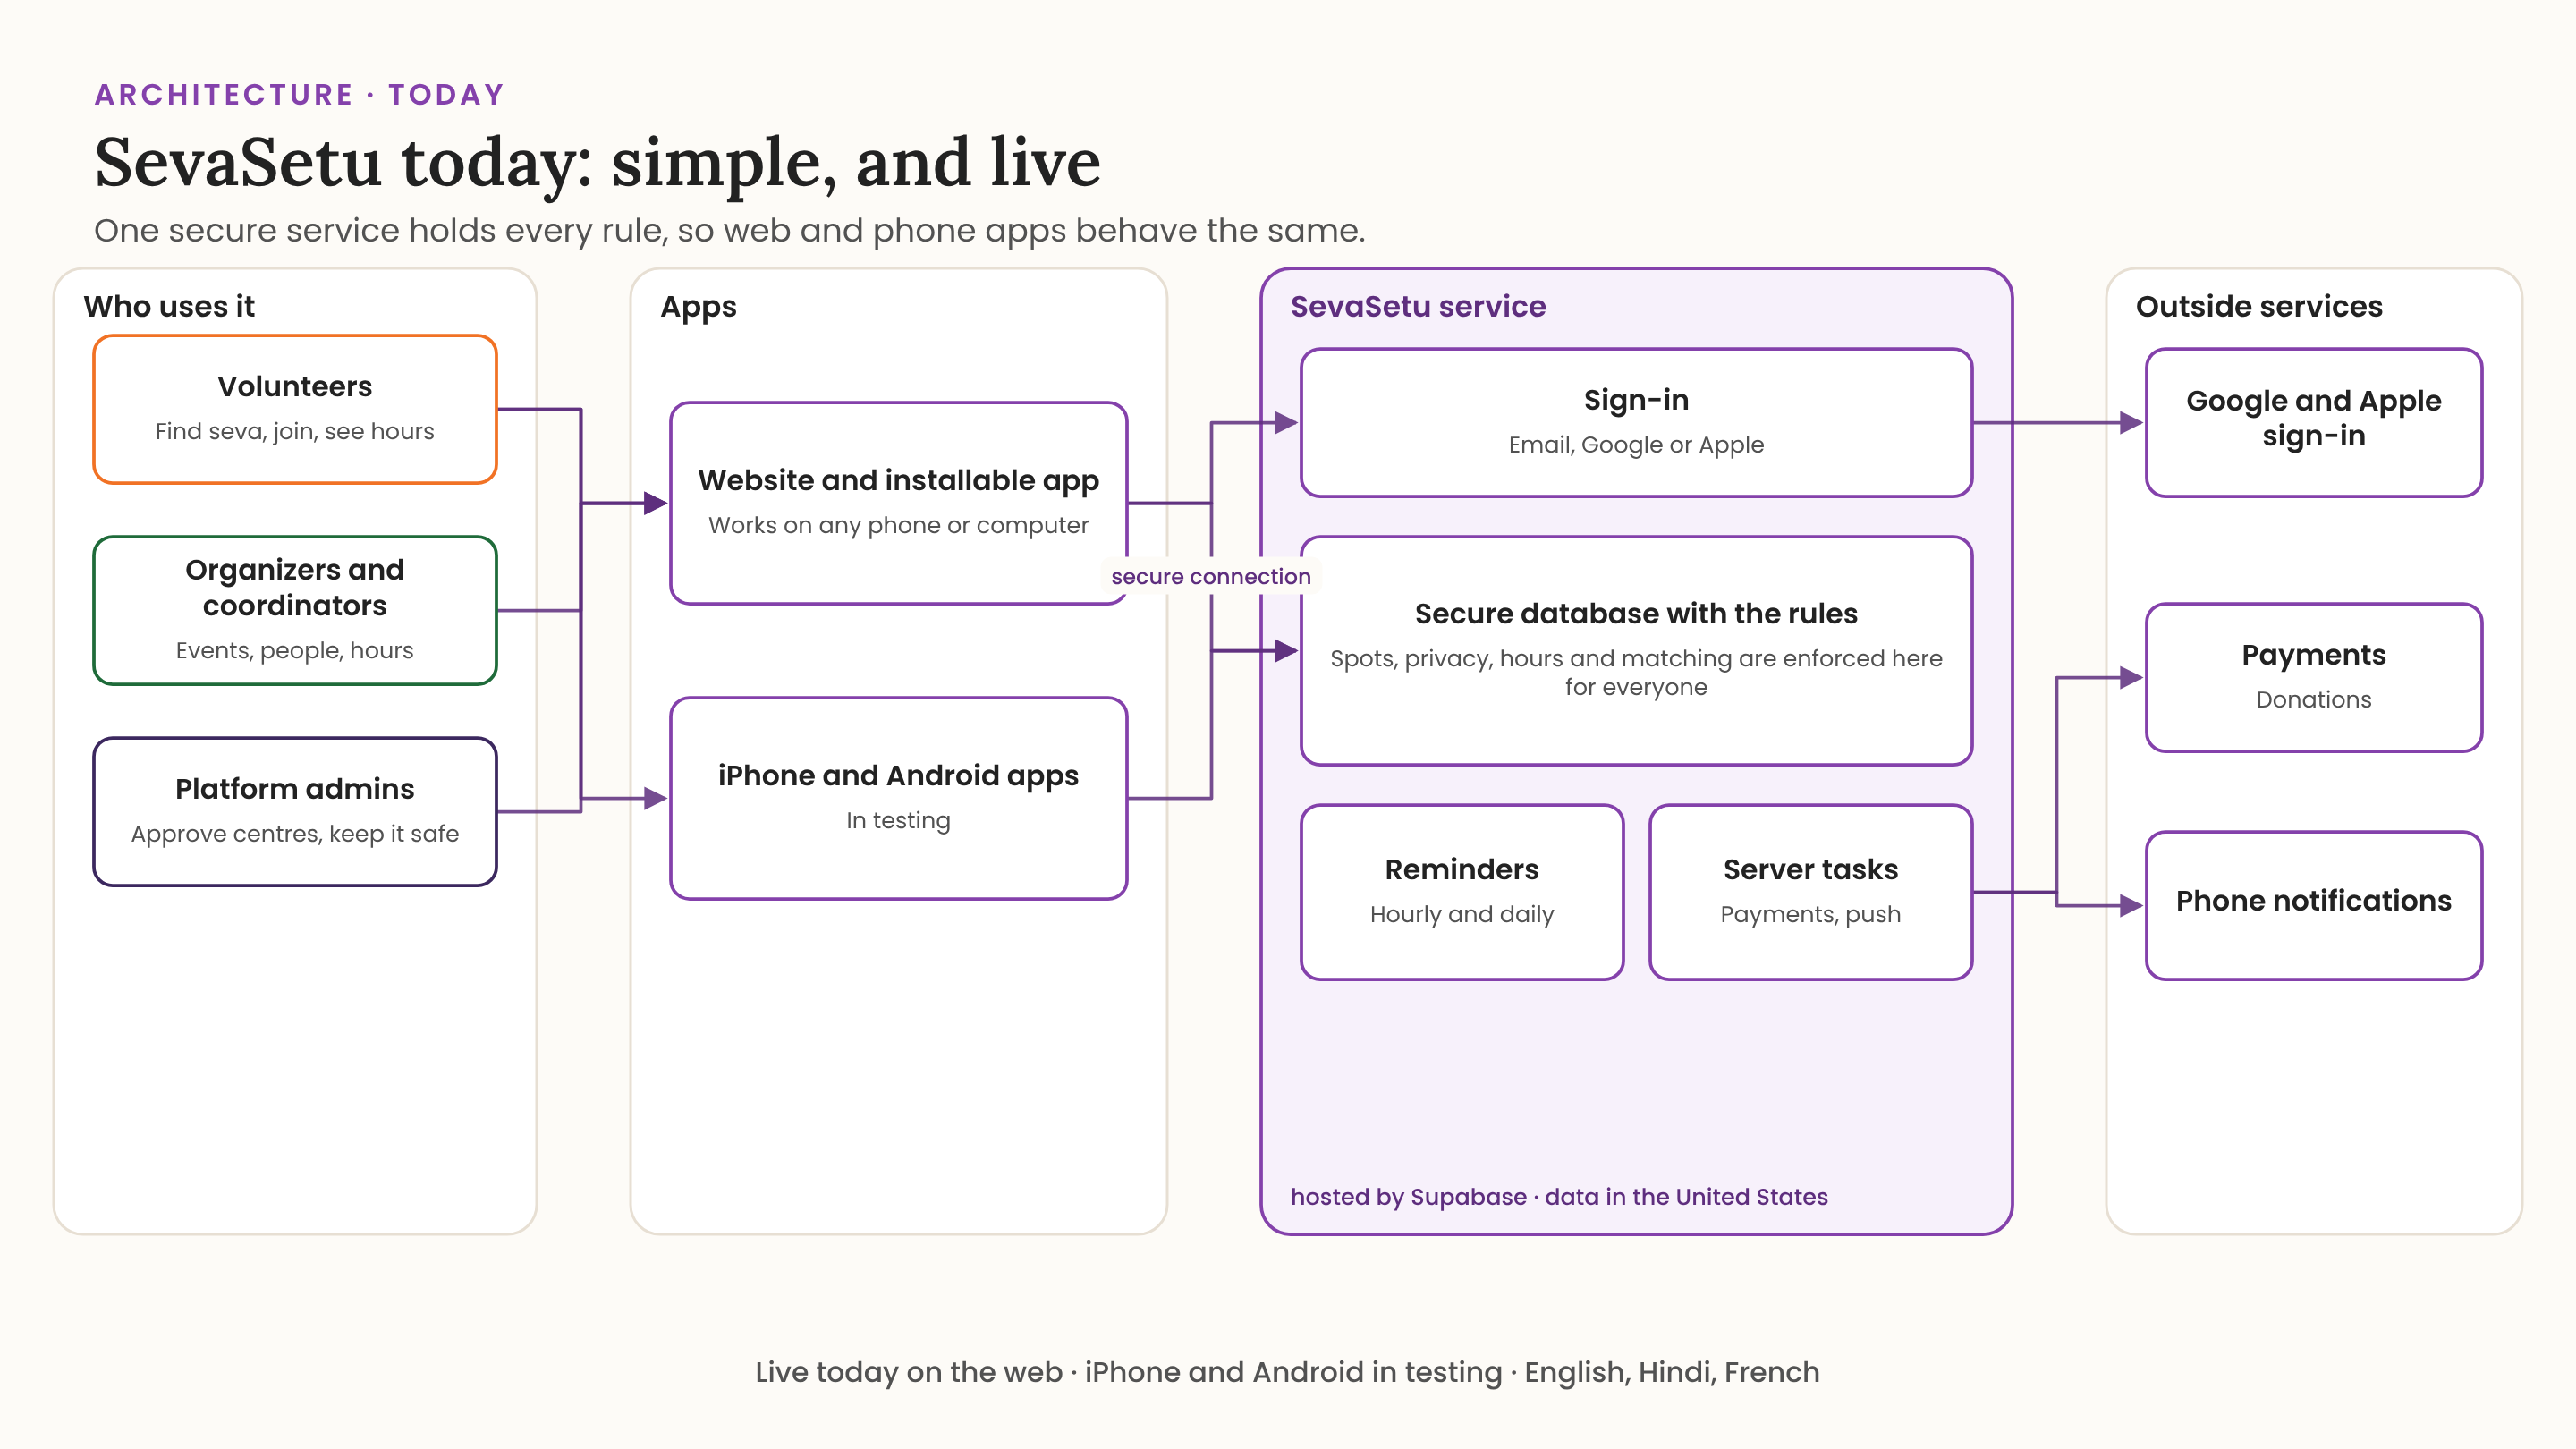 ARCHITECTURE · TODAY
SevaSetu today: simple, and live
One secure service holds every rule, so web and phone apps behave the same.
Who uses it
Volunteers
Find seva, join, see hours
Organizers and
coordinators
Events, people, hours
Platform admins
Approve centres, keep it safe
Apps
Website and installable app
Works on any phone or computer
iPhone and Android apps
In testing
secure connection
SevaSetu service
Sign-in
Email, Google or Apple
Secure database with the rules
Spots, privacy, hours and matching are enforced here
for everyone
Reminders
Hourly and daily
Server tasks
Payments, push
hosted by Supabase · data in the United States
Outside services
Google and Apple
sign-in
Payments
Donations
Phone notifications
Live today on the web · iPhone and Android in testing · English, Hindi, French